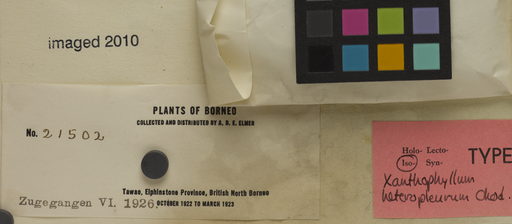 imaged 2010
PLANTS OF BORNEO
COLLECTED AND DISTRIBUTED BY A. D. E. ELMER
No. 21502
Tawao, Elphinstone Province, British North Borneo
Zugegangen VI. 1926.
OCTOBER 1922 TO MARCH 1923
Holo- Lecto-
Iso- Syn-
TYPE
Xanthophyllum
heteropleurum Chod.